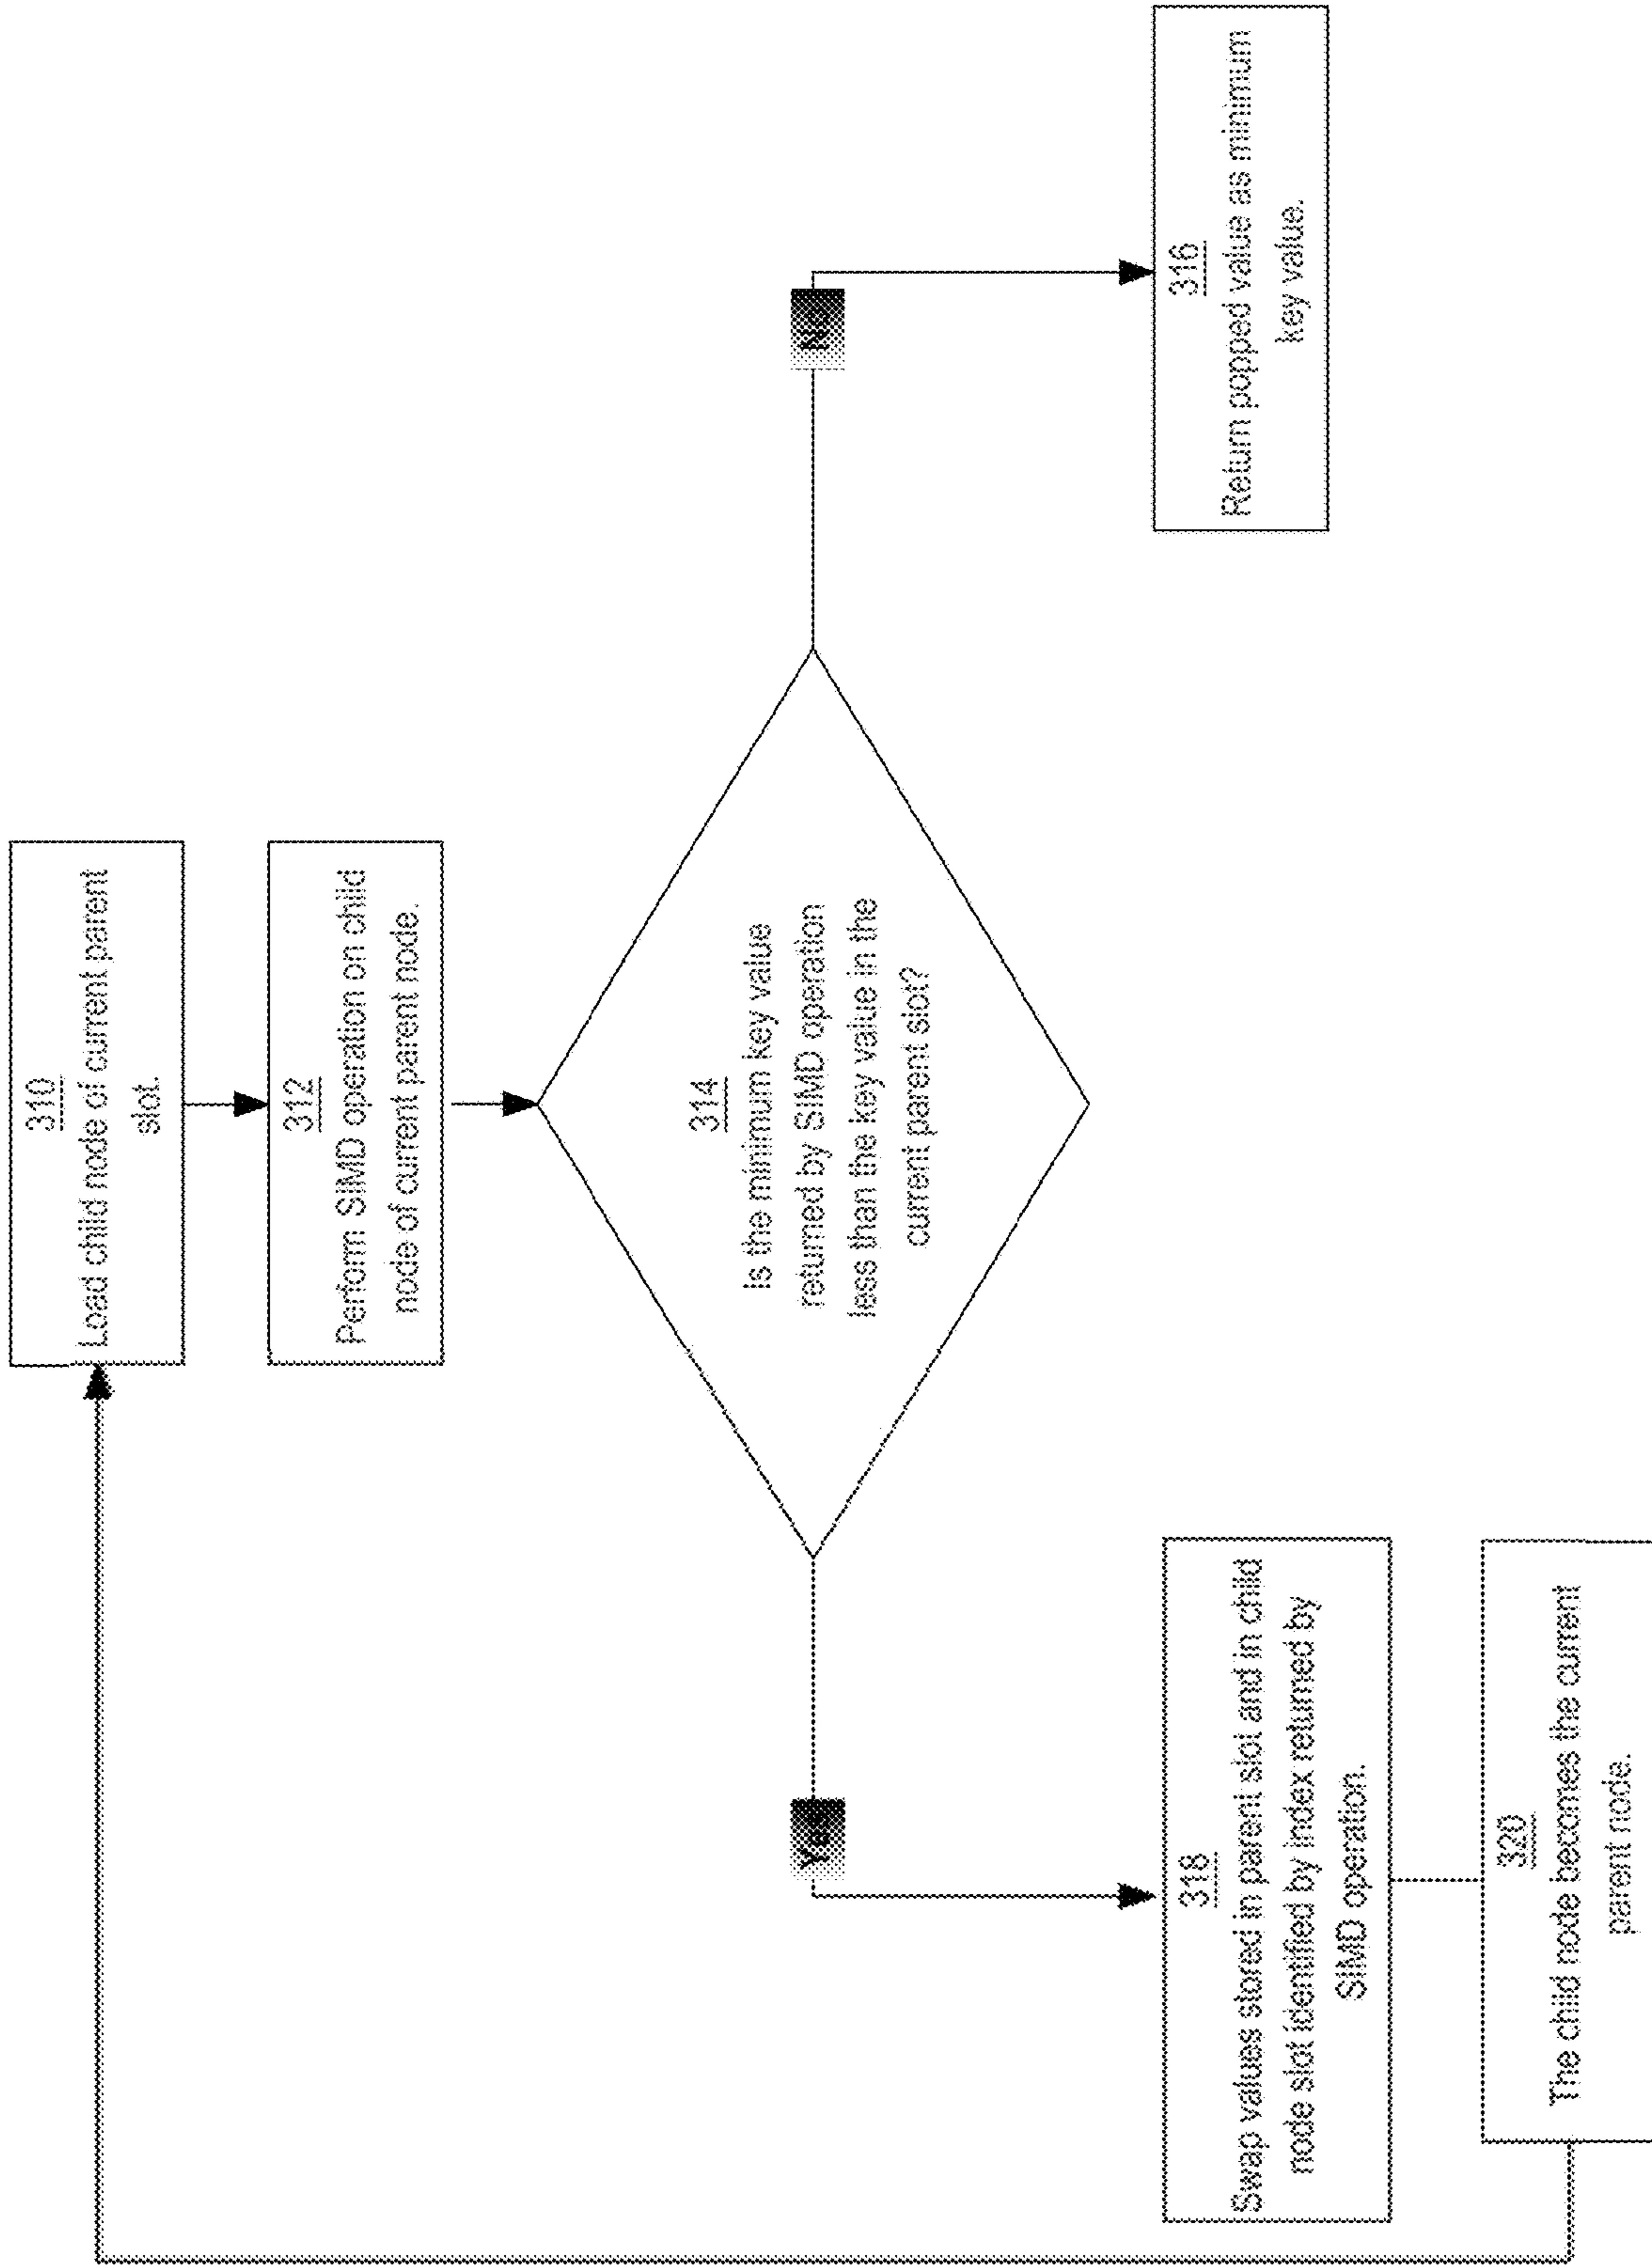 310
Load child node of current parent
slot.
312
Perform SIMD operation on child
node of current parent node.
314
Is the minimum key value
returned by SIMD operation
less than the key value in the
current parent slot?
Yes
No
318
Swap values stored in parent slot and in child
node slot identified by index returned by
SIMD operation.
316
Return popped value as minimum
key value.
320
The child node becomes the current
parent node.